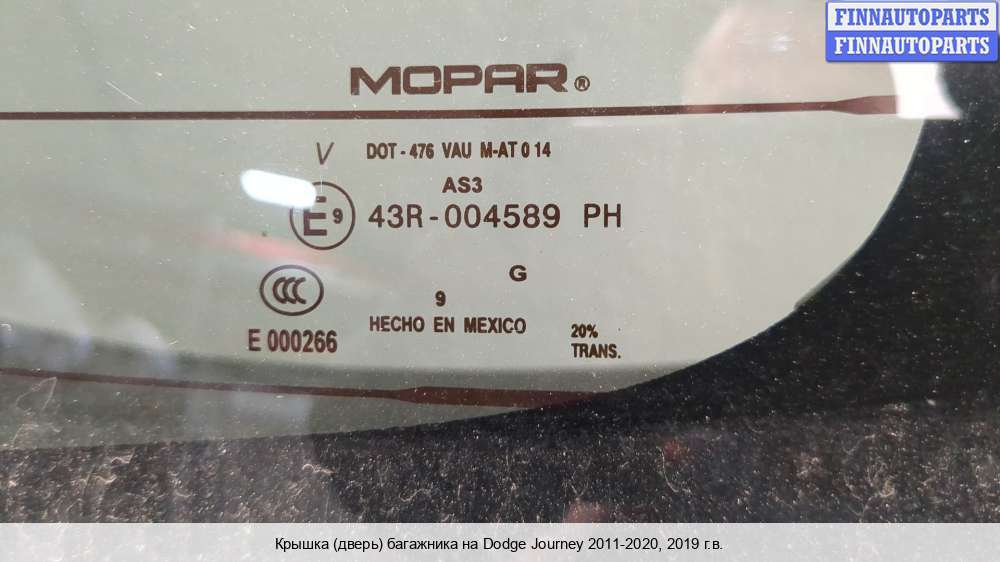 FINNAUTOPARTS
FINNAUTOPARTS
MOPAR®
V DOT - 476 VAU M-AT 0 14
AS3
E9 43R-004589 PH
CCC
G
9
E 000266
HECHO EN MEXICO
20%
TRANS.
Крышка (дверь) багажника на Dodge Journey 2011-2020, 2019 г.в.